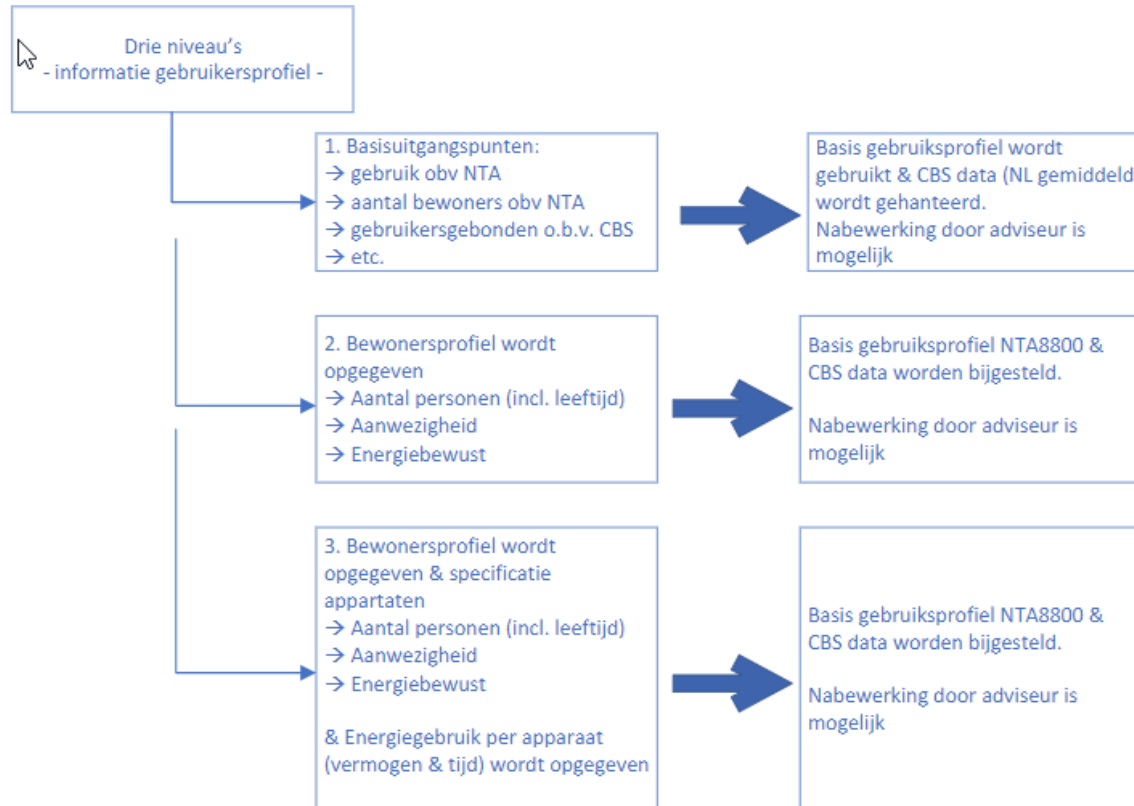 Drie niveau's
- informatie gebruikersprofiel -
1. Basisuitgangspunten:
→ gebruik obv NTA
→ aantal bewoners obv NTA
→ gebruikersgebonden o.b.v. CBS
→ etc.
Basis gebruiksprofiel wordt
gebruikt & CBS data (NL gemiddeld
wordt gehanteerd.
Nabewerking door adviseur is
mogelijk
2. Bewonersprofiel wordt
opgegeven
→ Aantal personen (incl. leeftijd)
→ Aanwezigheid
→ Energiebewust
Basis gebruiksprofiel NTA8800 &
CBS data worden bijgesteld.
Nabewerking door adviseur is
mogelijk
3. Bewonersprofiel wordt
opgegeven & specificatie
appartaten
→ Aantal personen (incl. leeftijd)
→ Aanwezigheid
→ Energiebewust
& Energiegebruik per apparaat
(vermogen & tijd) wordt opgegeven
Basis gebruiksprofiel NTA8800 &
CBS data worden bijgesteld.
Nabewerking door adviseur is
mogelijk